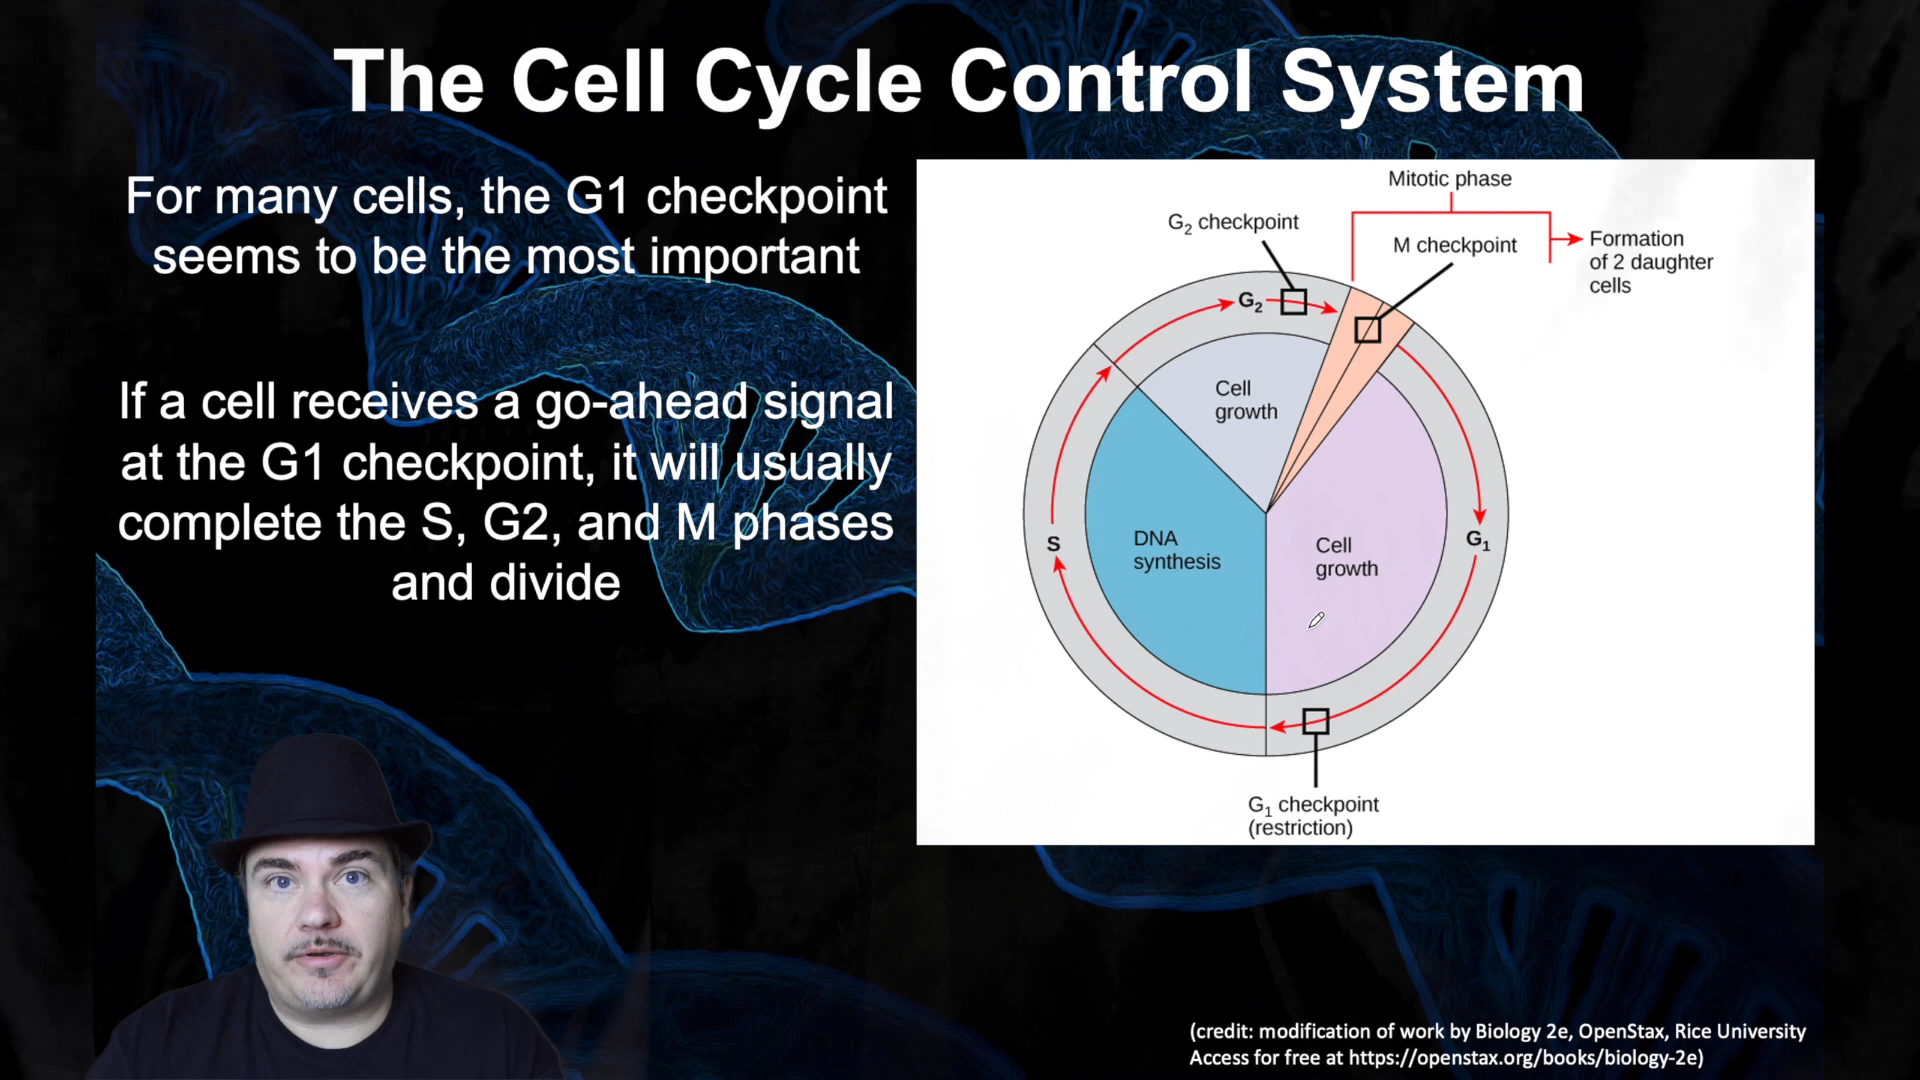 The Cell Cycle Control System
For many cells, the G1 checkpoint
seems to be the most important
If a cell receives a go-ahead signal
at the G1 checkpoint, it will usually
complete the S, G2, and M phases
and divide
Mitotic phase
G₂ checkpoint
M checkpoint
Formation
of 2 daughter
cells
G₂
Cell
growth
S
DNA
synthesis
Cell
growth
G₁
G₁ checkpoint
(restriction)
(credit: modification of work by Biology 2e, OpenStax, Rice University
Access for free at https://openstax.org/books/biology-2e)